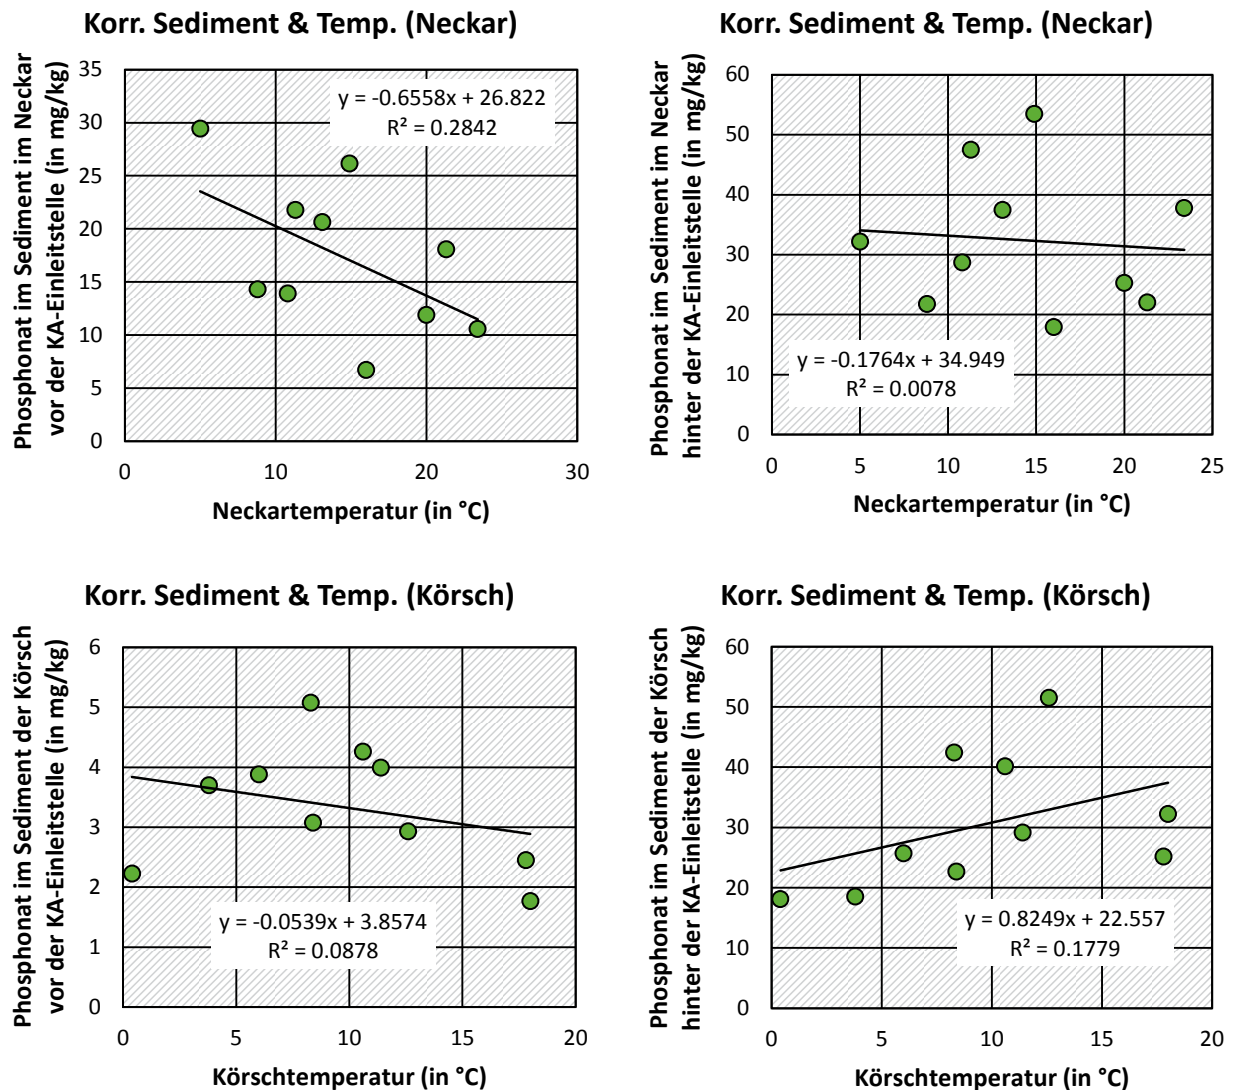 Korr. Sediment & Temp. (Neckar)
Phosphonat im Sediment im Neckar
vor der KA-Einleitstelle (in mg/kg)
35
30
25
20
15
10
5
0
y = -0.6558x + 26.822
R² = 0.2842
0 10 20 30
Neckartemperatur (in °C)
Korr. Sediment & Temp. (Neckar)
Phosphonat im Sediment im Neckar
hinter der KA-Einleitstelle (in mg/kg)
60
50
40
30
20
10
0
y = -0.1764x + 34.949
R² = 0.0078
0 5 10 15 20 25
Neckartemperatur (in °C)
Korr. Sediment & Temp. (Körsch)
Phosphonat im Sediment der Körsch
vor der KA-Einleitstelle (in mg/kg)
6
5
4
3
2
1
0
y = -0.0539x + 3.8574
R² = 0.0878
0 5 10 15 20
Körschtemperatur (in °C)
Korr. Sediment & Temp. (Körsch)
Phosphonat im Sediment der Körsch
hinter der KA-Einleitstelle (in mg/kg)
60
50
40
30
20
10
0
y = 0.8249x + 22.557
R² = 0.1779
0 5 10 15 20
Körschtemperatur (in °C)